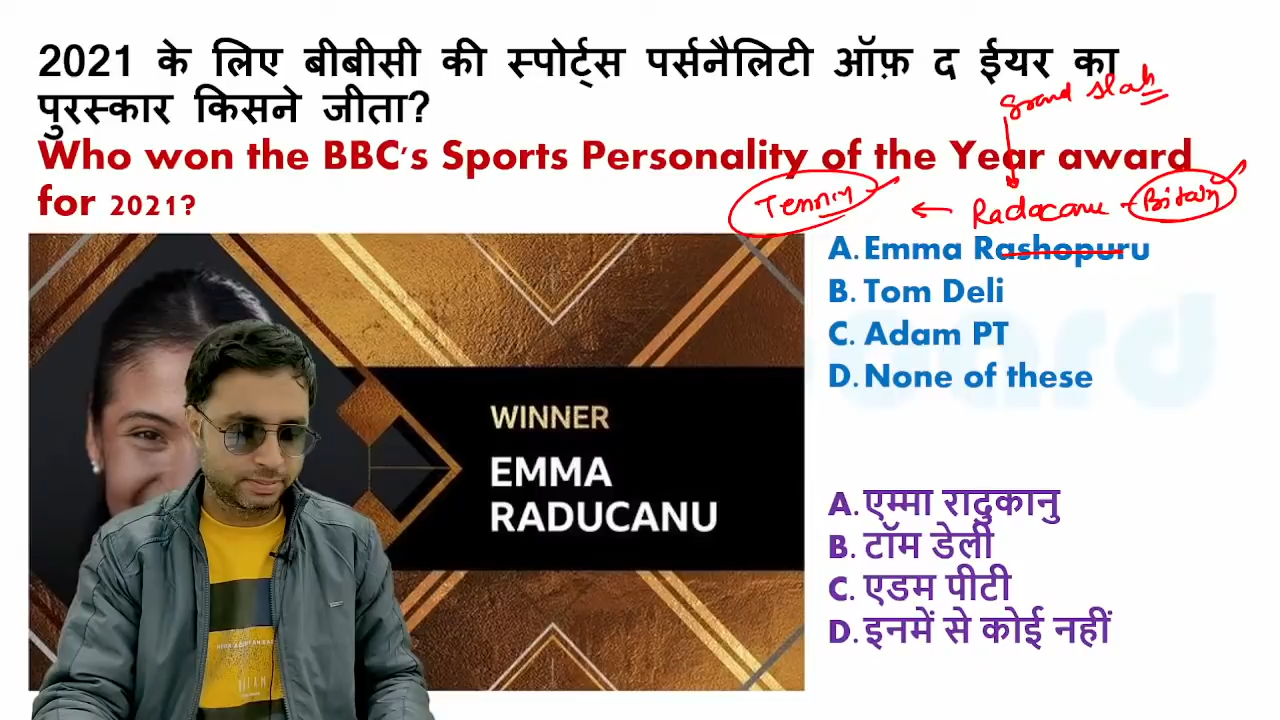 2021 के लिए बीबीसी की स्पोर्ट्स पर्सनैलिटी ऑफ़ द ईयर का
पुरस्कार किसने जीता?
Grand slab
Who won the BBC's Sports Personality of the Year award
for 2021?
Tennis ← Raducanu - Britain
A. Emma Rashopuru
B. Tom Deli
C. Adam PT
D. None of these
WINNER
EMMA
RADUCANU
A. एम्मा रादुकानु
B. टॉम डेली
C. एडम पीटी
D. इनमें से कोई नहीं